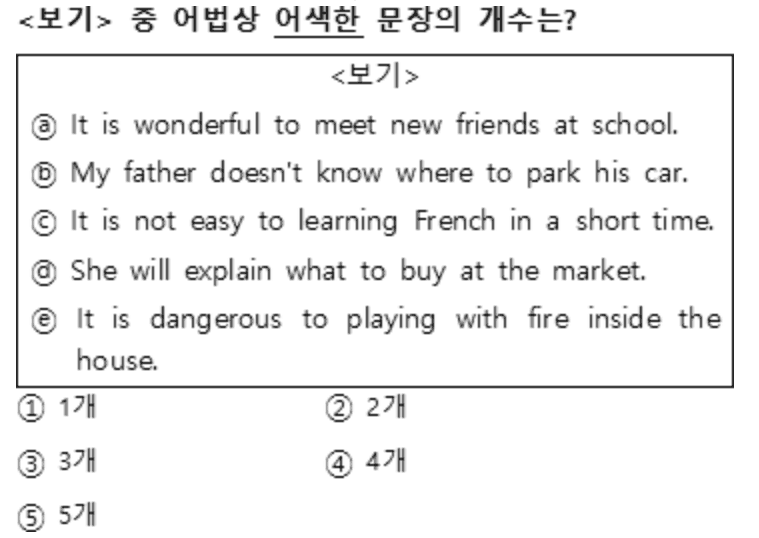 <보기> 중 어법상 어색한 문장의 개수는?
<보기>
ⓐ It is wonderful to meet new friends at school.
ⓑ My father doesn't know where to park his car.
ⓒ It is not easy to learning French in a short time.
ⓓ She will explain what to buy at the market.
ⓔ It is dangerous to playing with fire inside the
house.
① 1개 ② 2개
③ 3개 ④ 4개
⑤ 5개